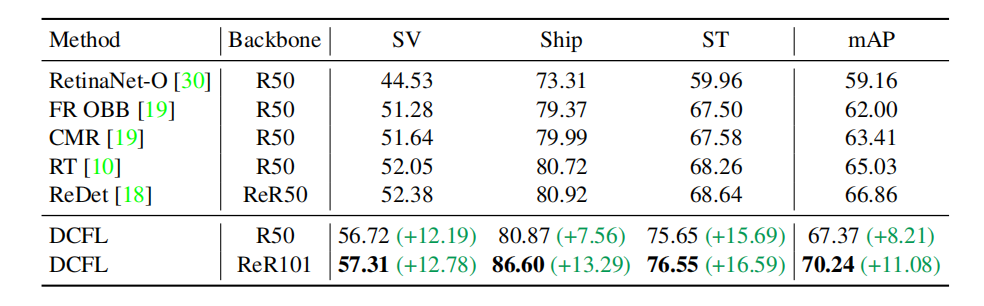 Method Backbone SV Ship ST mAP
RetinaNet-O [30] R50 44.53 73.31 59.96 59.16
FR OBB [19] R50 51.28 79.37 67.50 62.00
CMR [19] R50 51.64 79.99 67.58 63.41
RT [10] R50 52.05 80.72 68.26 65.03
ReDet [18] ReR50 52.38 80.92 68.64 66.86
DCFL R50 56.72 (+12.19) 80.87 (+7.56) 75.65 (+15.69) 67.37 (+8.21)
DCFL ReR101 57.31 (+12.78) 86.60 (+13.29) 76.55 (+16.59) 70.24 (+11.08)